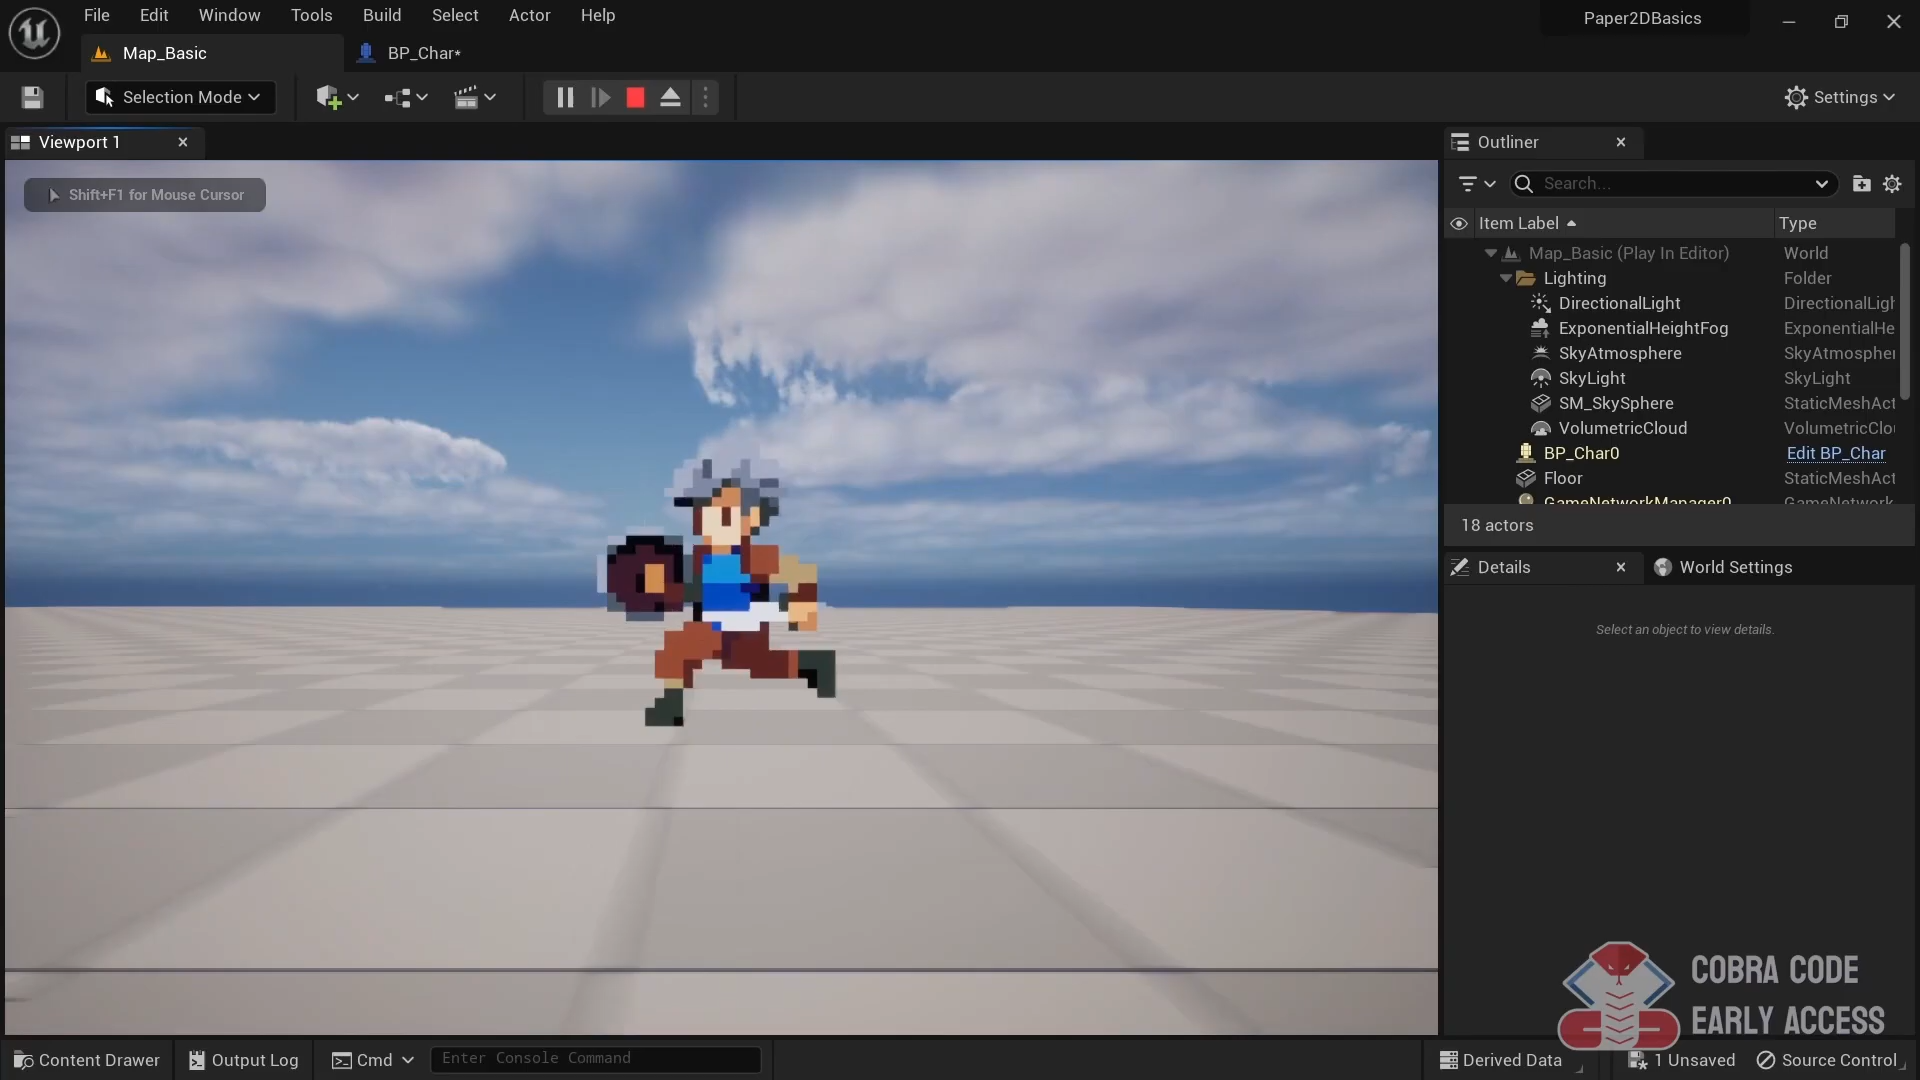 File Edit Window Tools Build Select Actor Help
Paper2DBasics
Map_Basic
BP_Char*
Selection Mode
Settings
Viewport 1
Outliner
Shift+F1 for Mouse Cursor
Search...
Item Label Type
Map_Basic (Play In Editor) World
Lighting Folder
DirectionalLight DirectionalLigh
ExponentialHeightFog ExponentialHe
SkyAtmosphere SkyAtmospher
SkyLight SkyLight
SM_SkySphere StaticMeshAct
VolumetricCloud VolumetricClou
BP_Char0 Edit BP_Char
Floor StaticMeshAct
GameNetworkManager0 GameNetwork
18 actors
Details World Settings
Select an object to view details.
COBRA CODE
EARLY ACCESS
Content Drawer Output Log Cmd Enter Console Command Derived Data 1 Unsaved Source Control